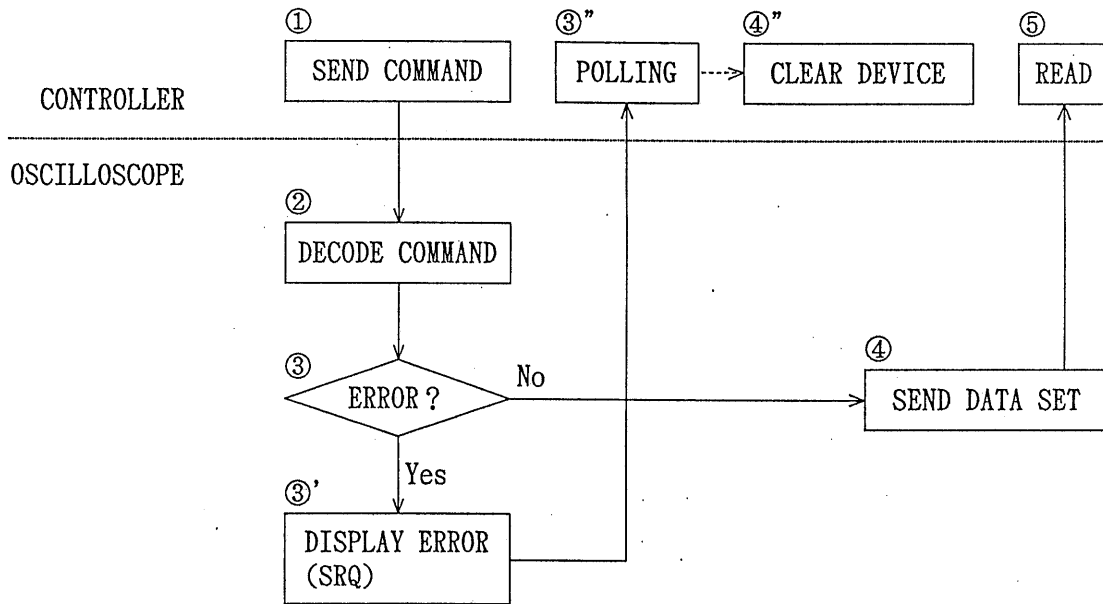 ① ③” ④” ⑤
SEND COMMAND POLLING CLEAR DEVICE READ
CONTROLLER
OSCILLOSCOPE
②
DECODE COMMAND
③ ERROR? No ④
SEND DATA SET
Yes
③'
DISPLAY ERROR
(SRQ)